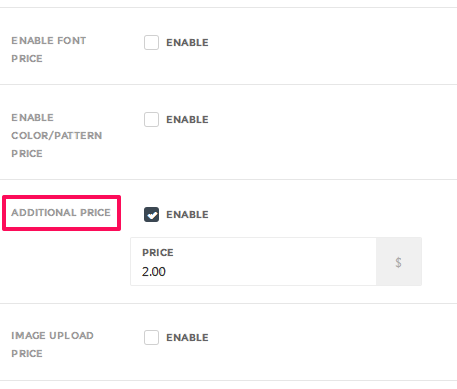 ENABLE FONT
PRICE
ENABLE
ENABLE
COLOR/PATTERN
PRICE
ENABLE
ADDITIONAL PRICE
ENABLE
PRICE
2.00
$
IMAGE UPLOAD
PRICE
ENABLE